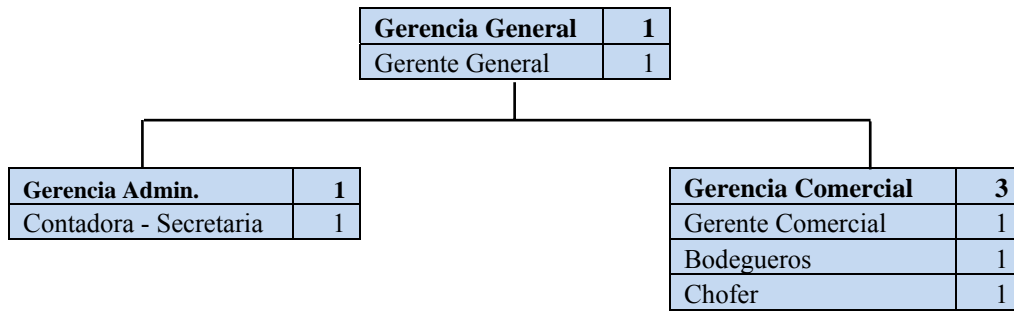 Gerencia General 1
Gerente General 1
Gerencia Admin. 1
Contadora - Secretaria 1
Gerencia Comercial 3
Gerente Comercial 1
Bodegueros 1
Chofer 1